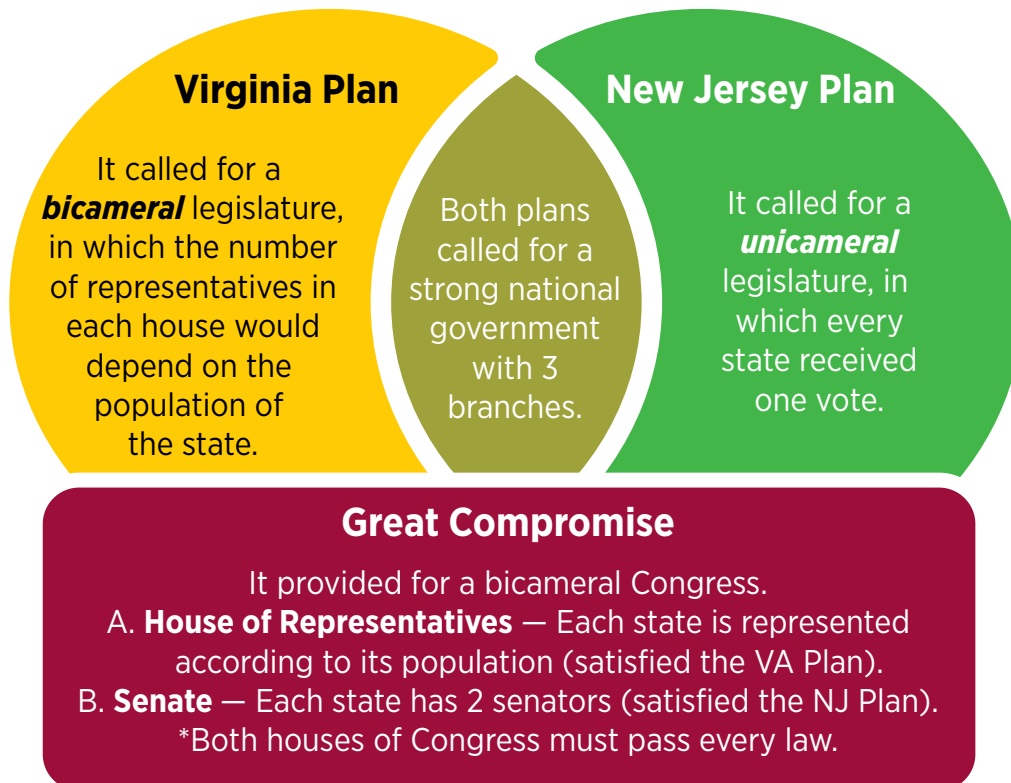 Virginia Plan
It called for a
bicameral legislature,
in which the number
of representatives in
each house would
depend on the
population of
the state.
Both plans
called for a
strong national
government
with 3
branches.
New Jersey Plan
It called for a
unicameral
legislature, in
which every
state received
one vote.
Great Compromise
It provided for a bicameral Congress.
A. House of Representatives — Each state is represented
according to its population (satisfied the VA Plan).
B. Senate — Each state has 2 senators (satisfied the NJ Plan).
*Both houses of Congress must pass every law.